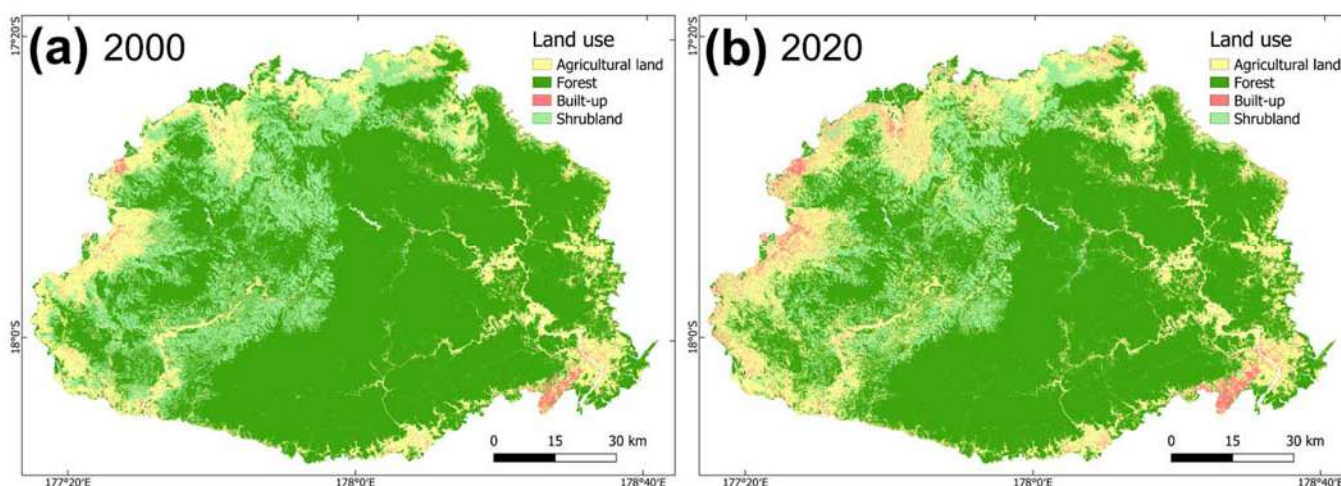 (a) 2000
Land use
Agricultural land
Forest
Built-up
Shrubland
17°20'S
18°0'S
0 15 30 km
177°20'E
178°0'E
178°40'E
(b) 2020
Land use
Agricultural land
Forest
Built-up
Shrubland
17°20'S
18°0'S
0 15 30 km
177°20'E
178°0'E
178°40'E